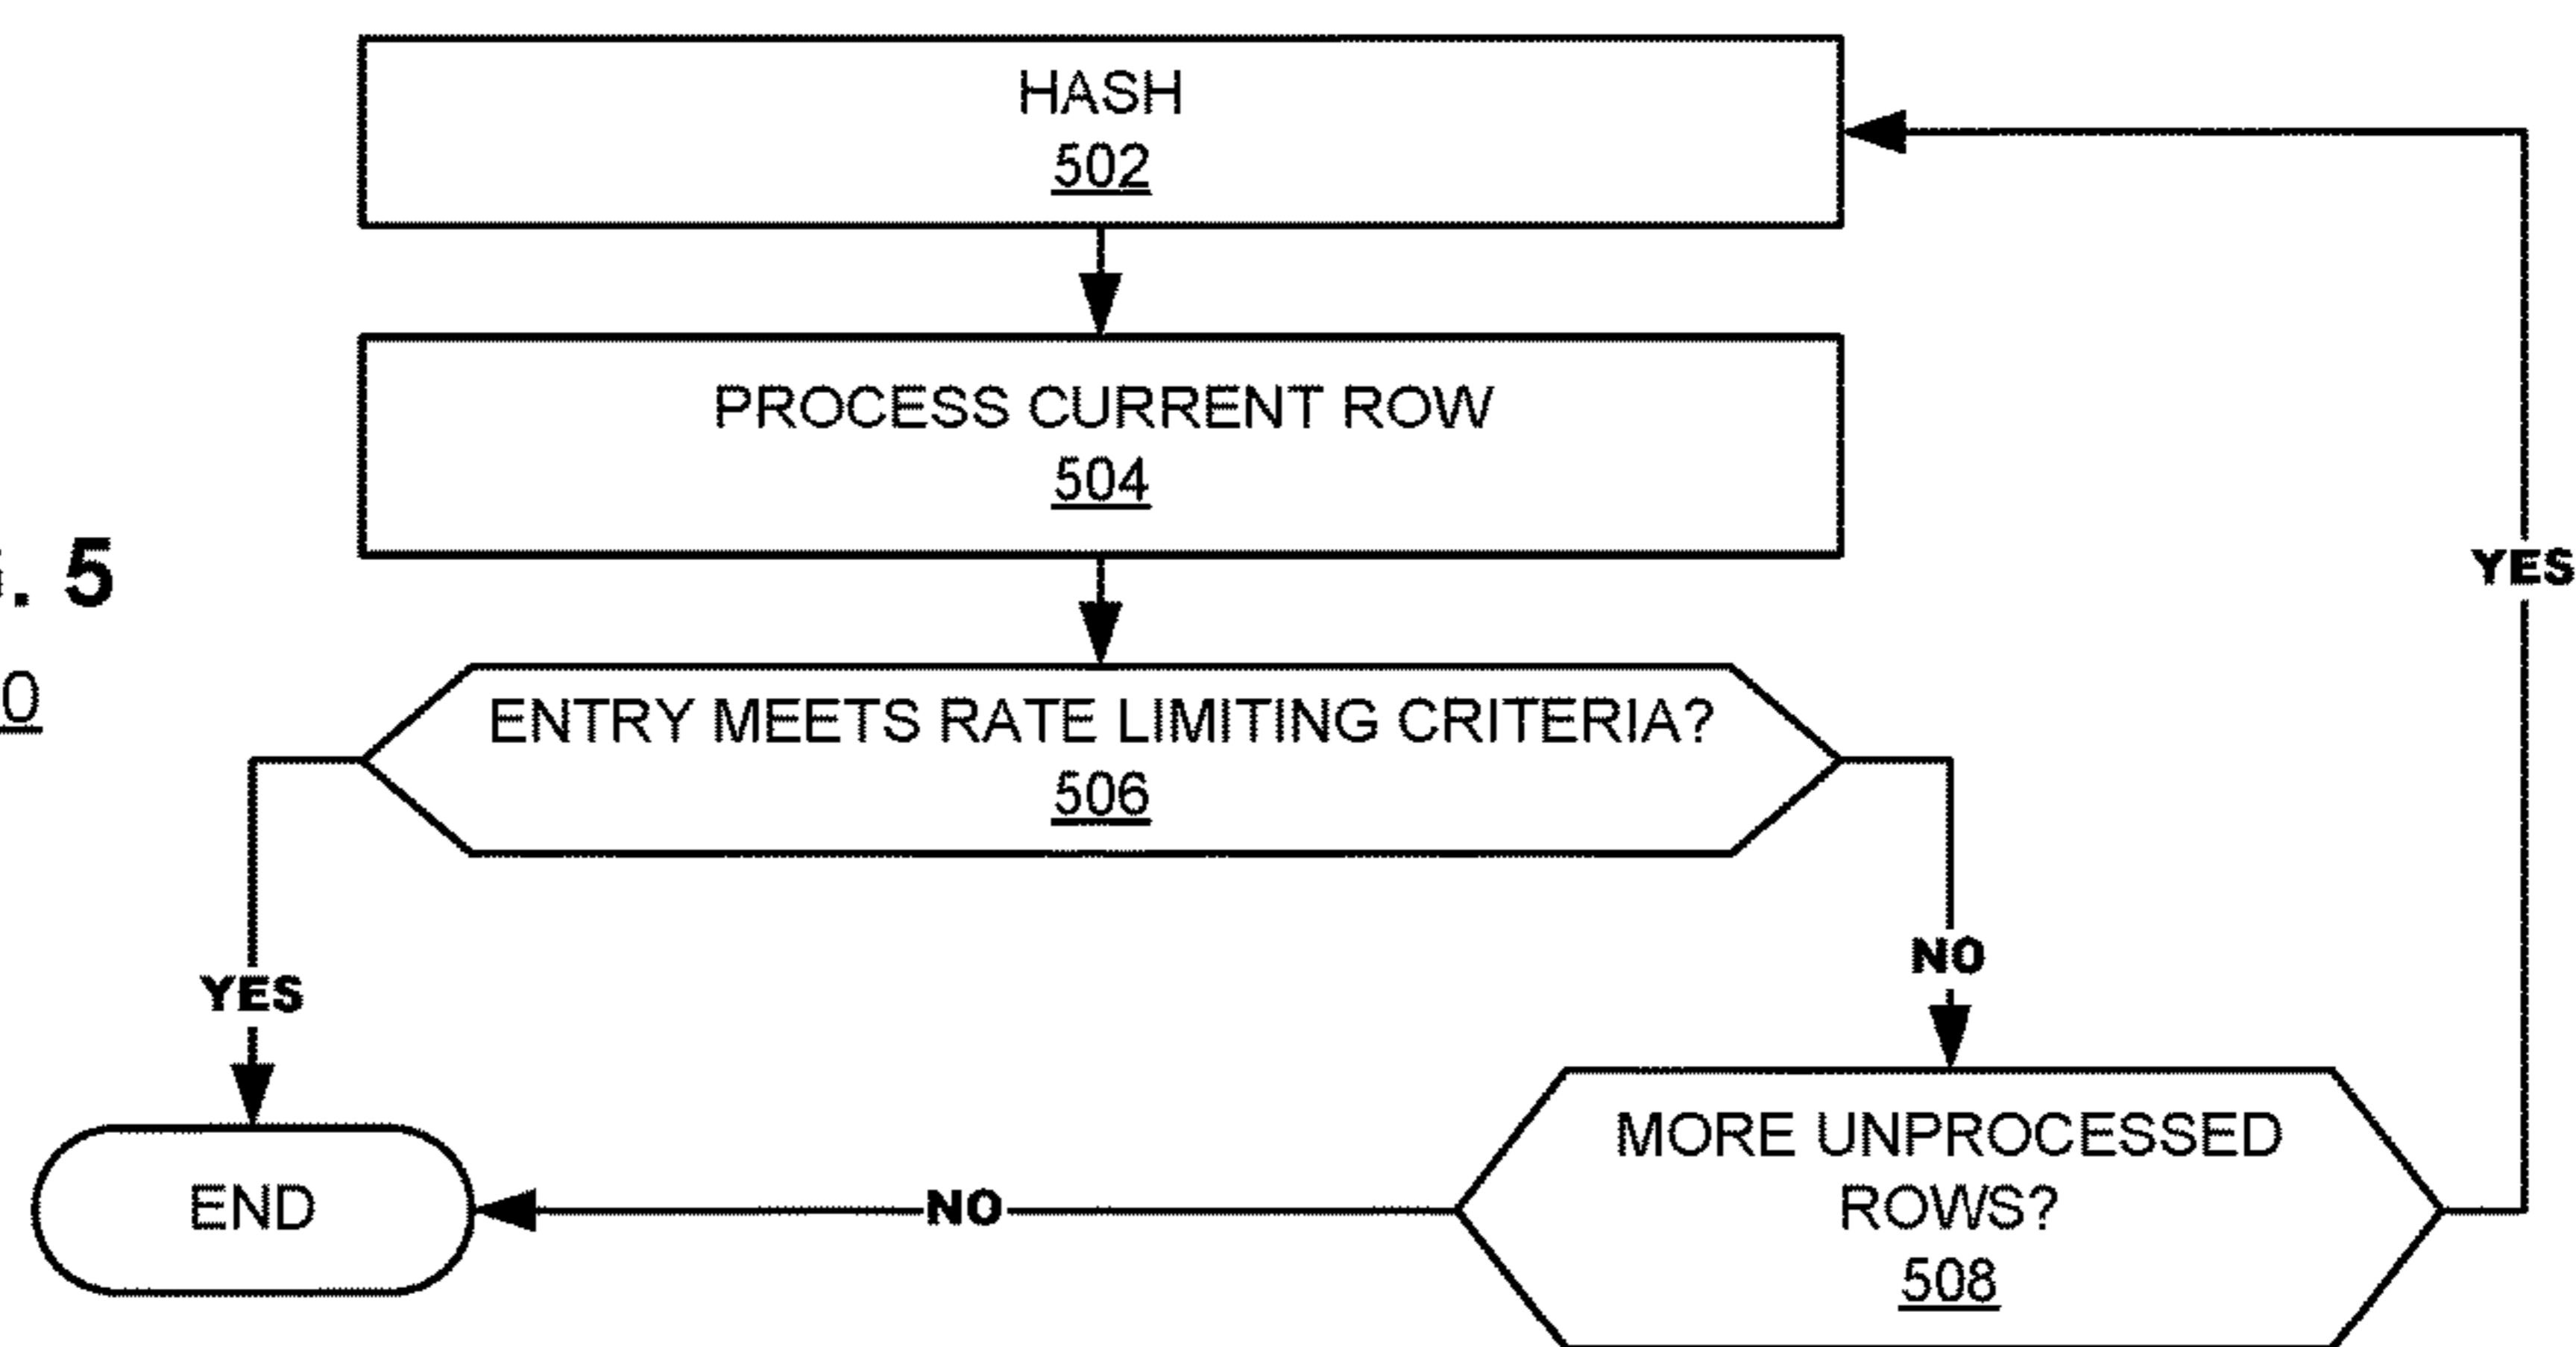 HASH
502
PROCESS CURRENT ROW
504
. 5
0
ENTRY MEETS RATE LIMITING CRITERIA?
506
YES
NO
YES
MORE UNPROCESSED
ROWS?
508
NO
END